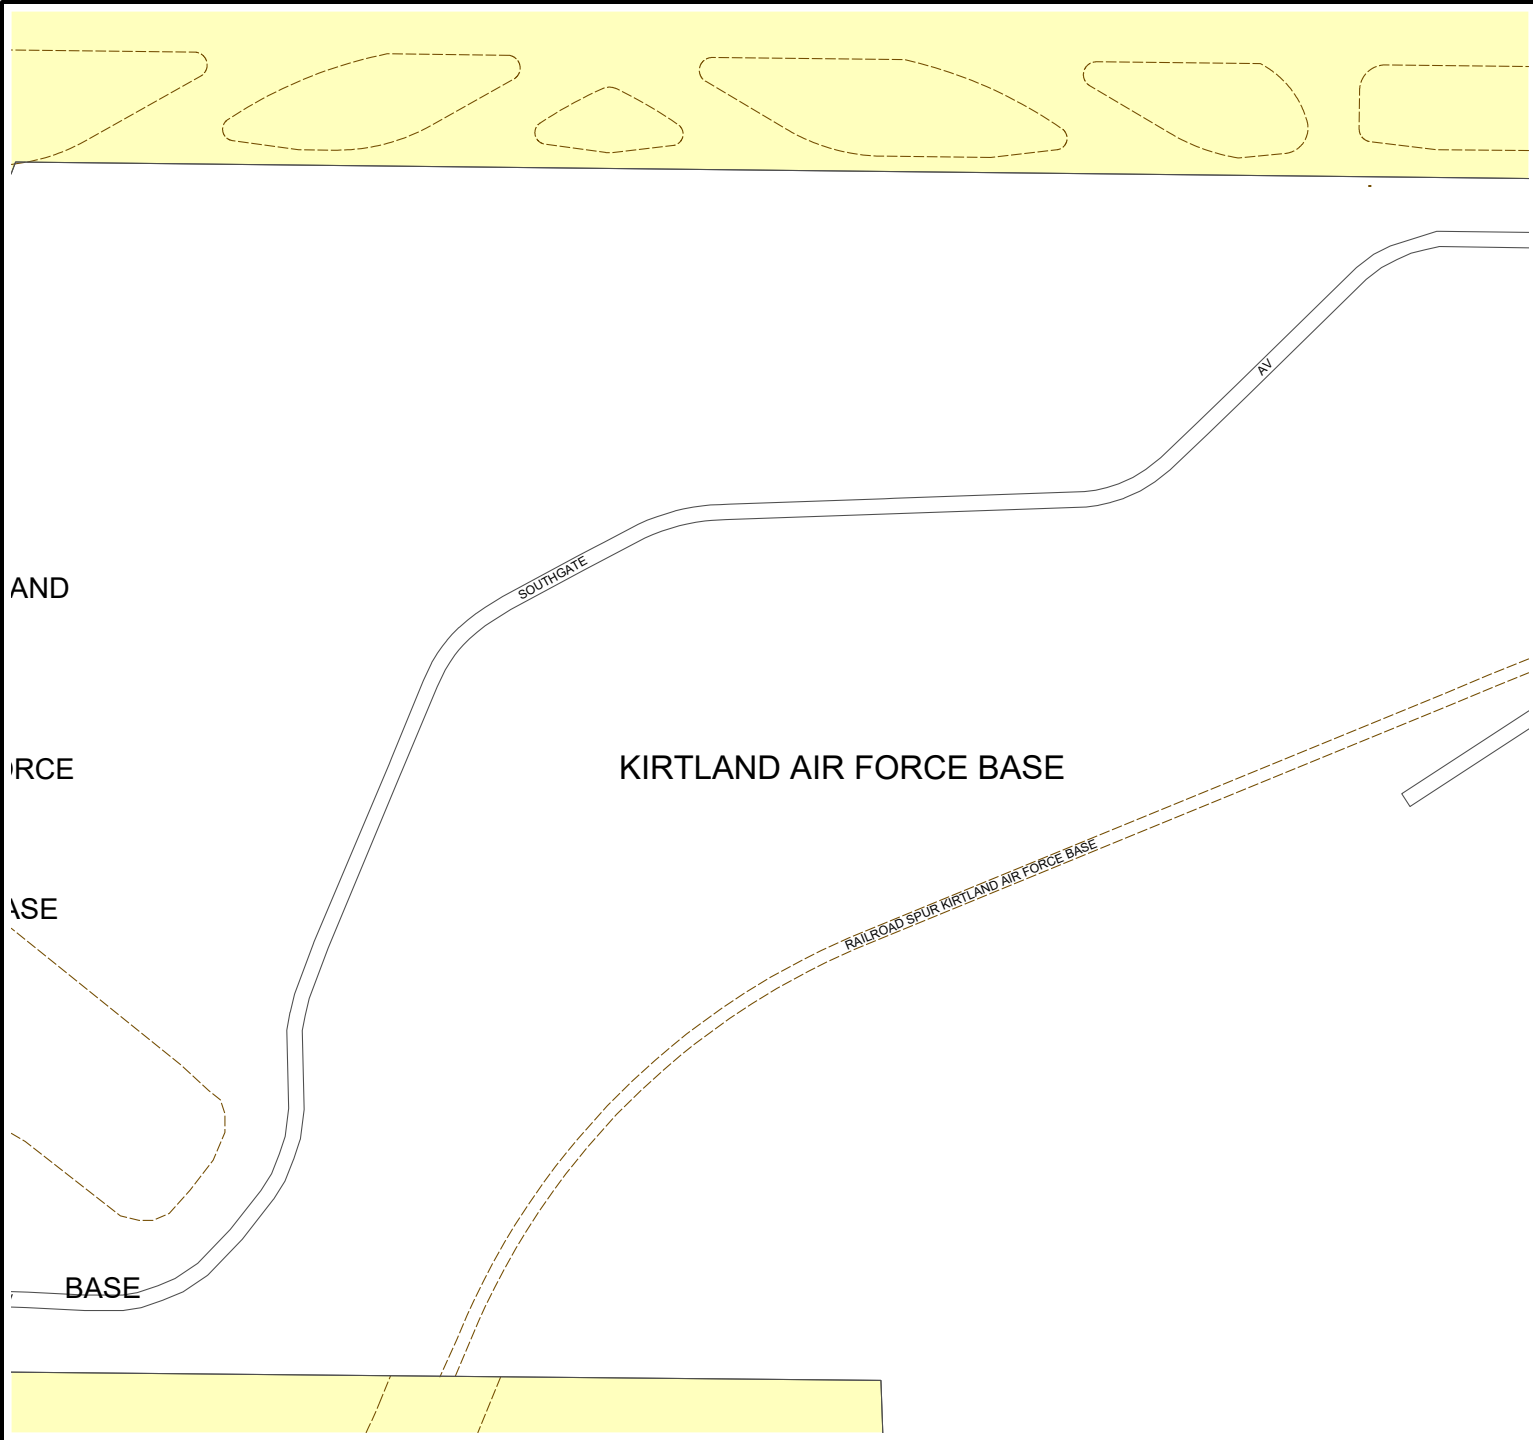 AV
SOUTHGATE
AND
KIRTLAND AIR FORCE BASE
RCE
RAILROAD SPUR KIRTLAND AIR FORCE BASE
ASE
BASE